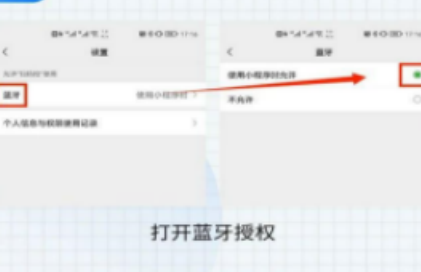 设置
蓝牙
使用小程序时
个人信息与权限使用记录
蓝牙
使用小程序时允许
不允许
打开蓝牙授权